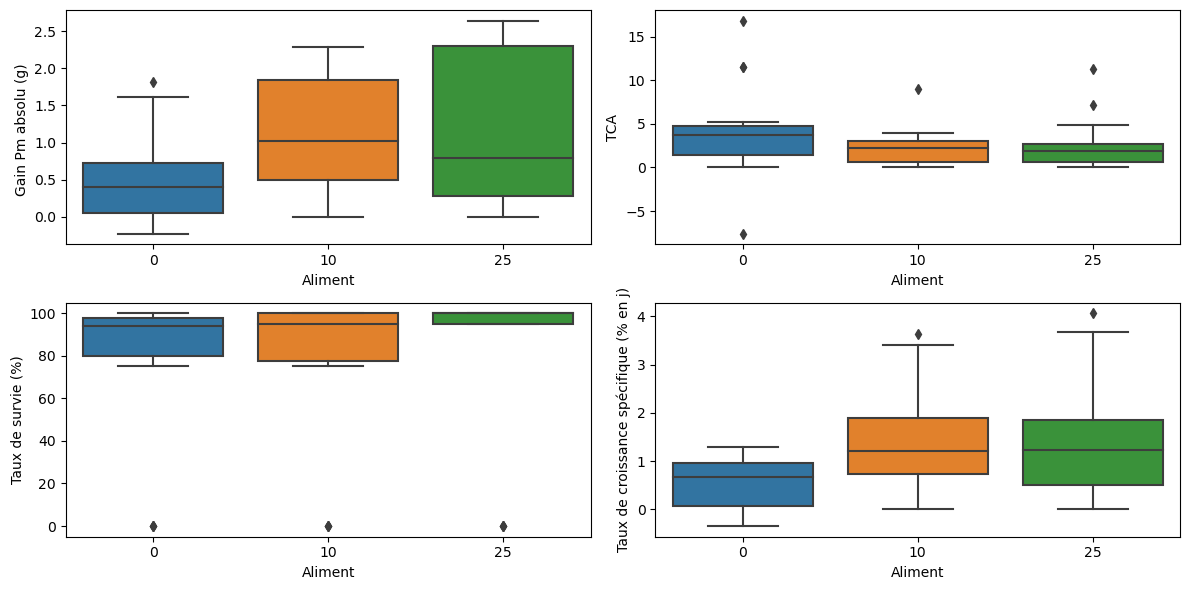 Gain Pm absolu (g)
2.5
2.0
1.5
1.0
0.5
0.0
0 10 25
Aliment
TCA
15
10
5
0
−5
0 10 25
Aliment
Taux de survie (%)
100
80
60
40
20
0
0 10 25
Aliment
Taux de croissance spécifique (% en j)
4
3
2
1
0
0 10 25
Aliment